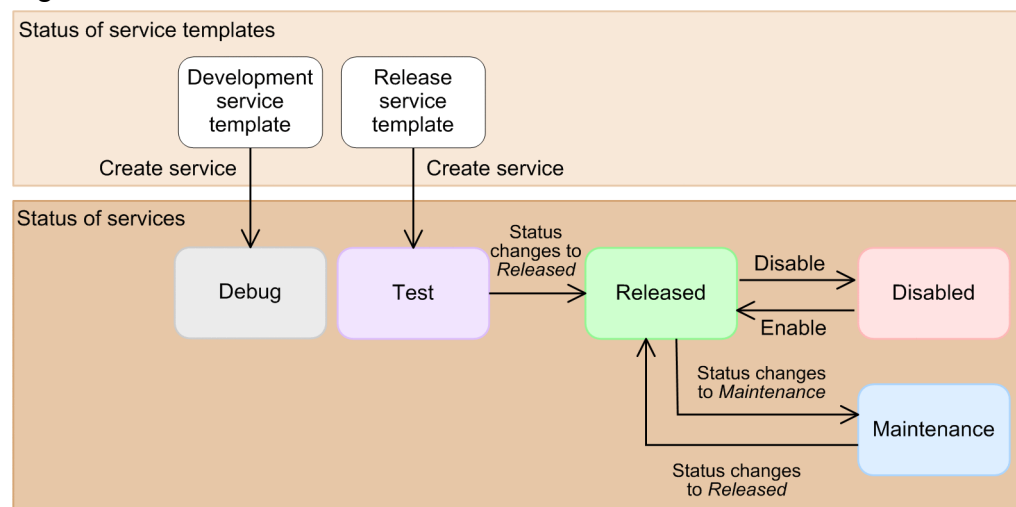 Status of service templates
Development
service
template
Release
service
template
Create service
Create service
Status of services
Status
changes to
Released
Debug
Test
Released
Disable
Enable
Disabled
Status changes
to Maintenance
Maintenance
Status changes
to Released